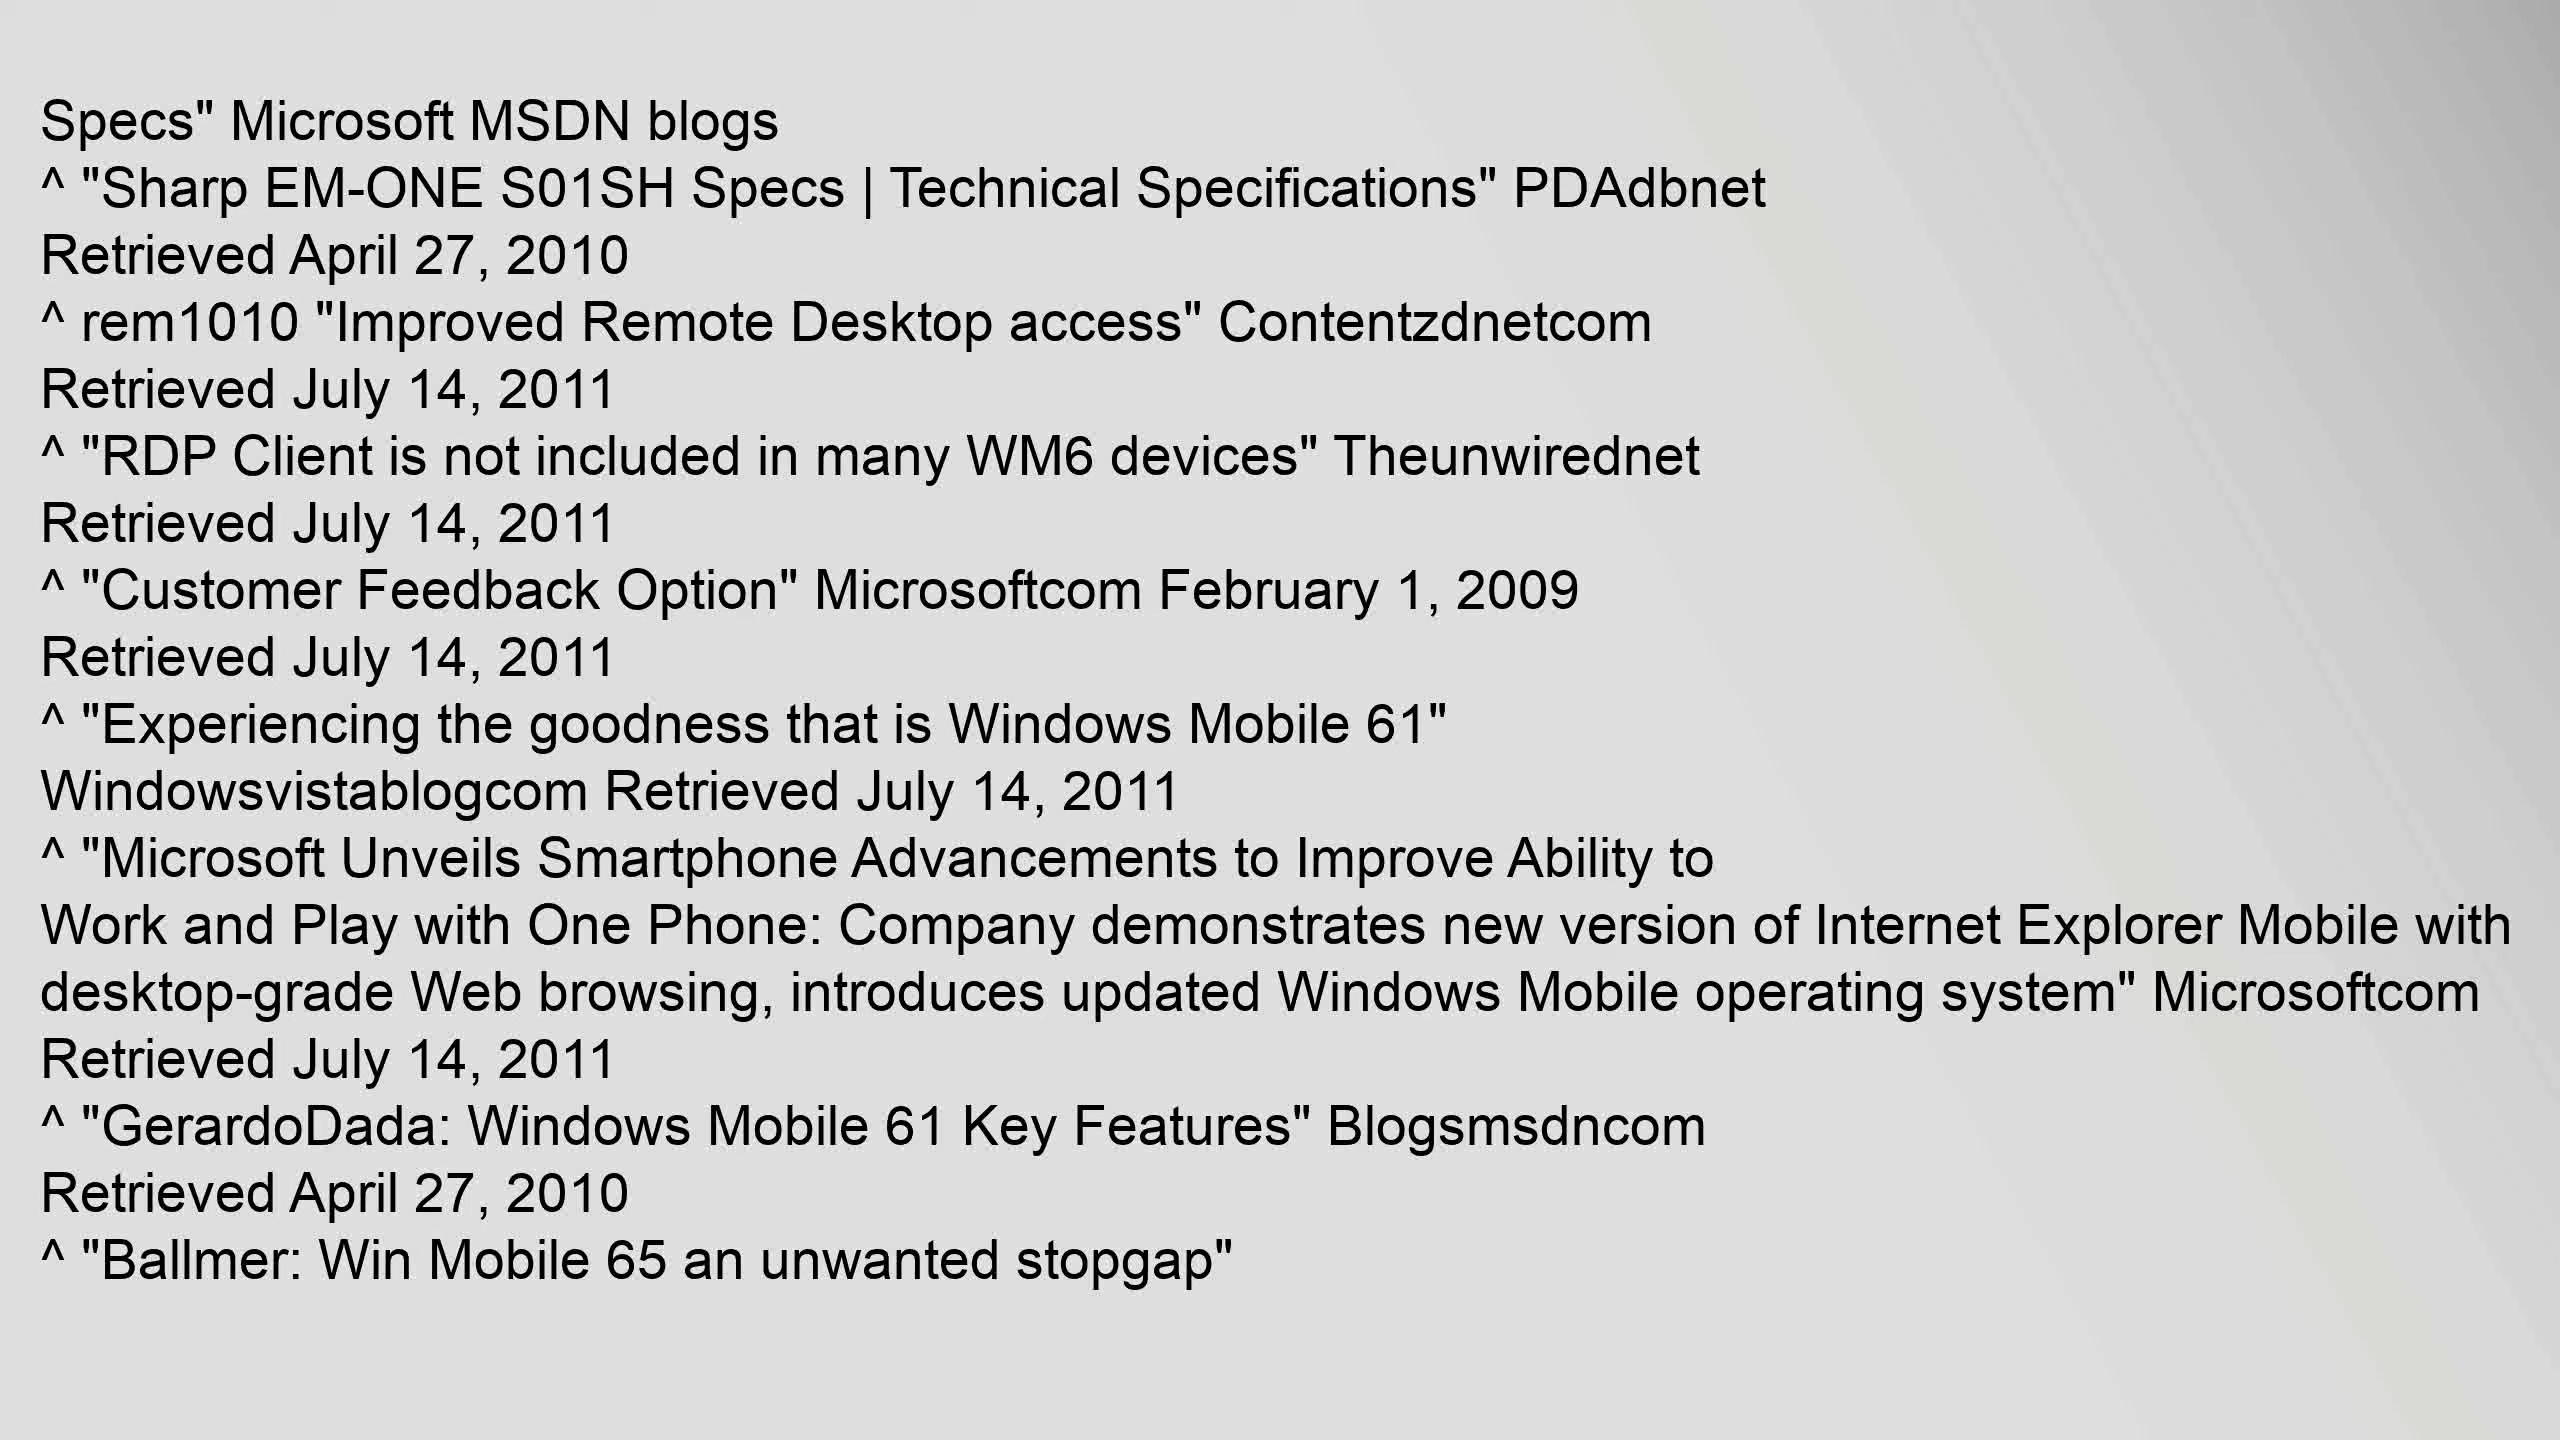 Specs" Microsoft MSDN blogs
^ "Sharp EM-ONE S01SH Specs | Technical Specifications" PDAdbnet
Retrieved April 27, 2010
^ rem1010 "Improved Remote Desktop access" Contentzdnetcom
Retrieved July 14, 2011
^ "RDP Client is not included in many WM6 devices" Theunwirednet
Retrieved July 14, 2011
^ "Customer Feedback Option" Microsoftcom February 1, 2009
Retrieved July 14, 2011
^ "Experiencing the goodness that is Windows Mobile 61"
Windowsvistablogcom Retrieved July 14, 2011
^ "Microsoft Unveils Smartphone Advancements to Improve Ability to
Work and Play with One Phone: Company demonstrates new version of Internet Explorer Mobile with
desktop-grade Web browsing, introduces updated Windows Mobile operating system" Microsoftcom
Retrieved July 14, 2011
^ "GerardoDada: Windows Mobile 61 Key Features" Blogsmsdncom
Retrieved April 27, 2010
^ "Ballmer: Win Mobile 65 an unwanted stopgap"